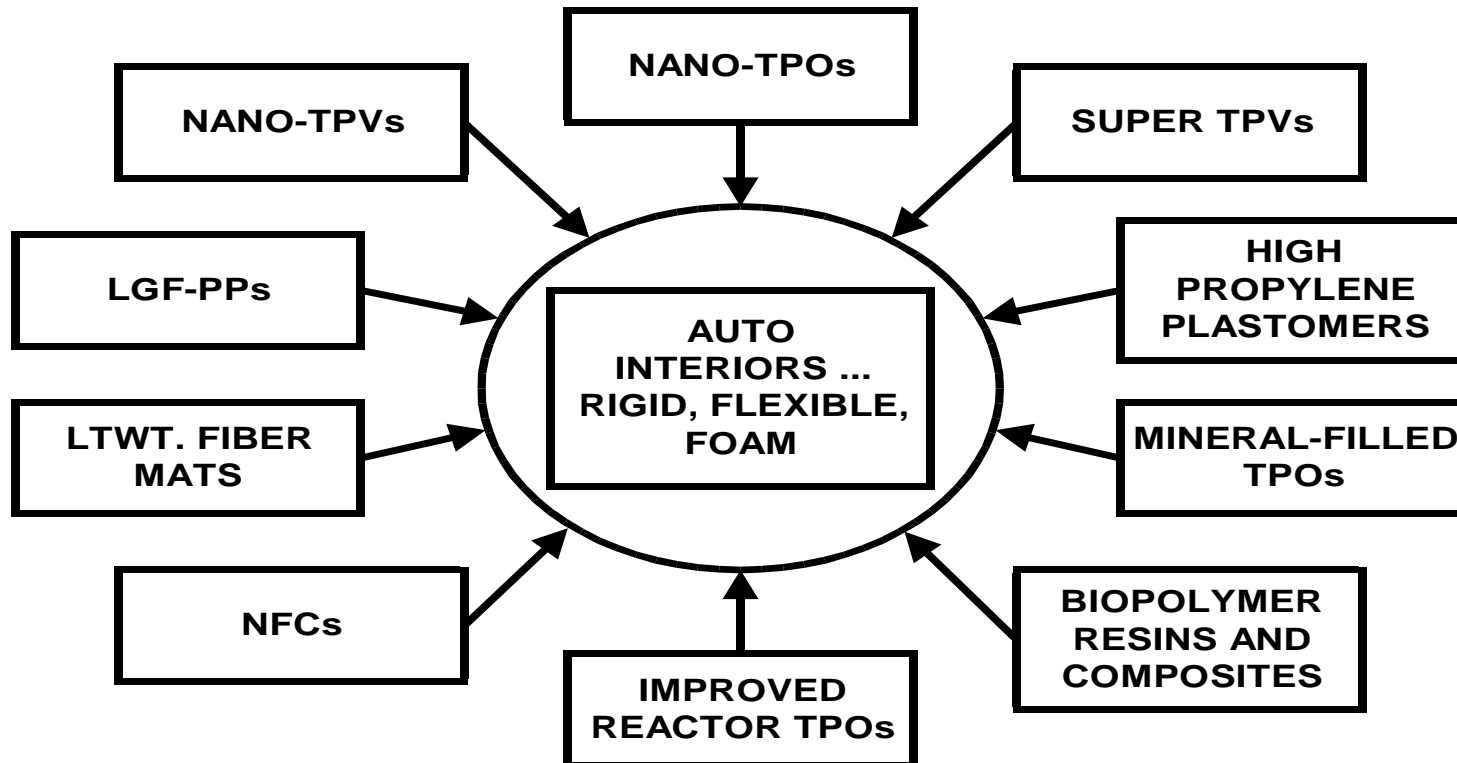 NANO-TPOs
NANO-TPVs
SUPER TPVs
LGF-PPs
HIGH
PROPYLENE
PLASTOMERS
AUTO
INTERIORS ...
RIGID, FLEXIBLE,
FOAM
LTWT. FIBER
MATS
MINERAL-FILLED
TPOs
NFCs
BIOPOLYMER
RESINS AND
COMPOSITES
IMPROVED
REACTOR TPOs